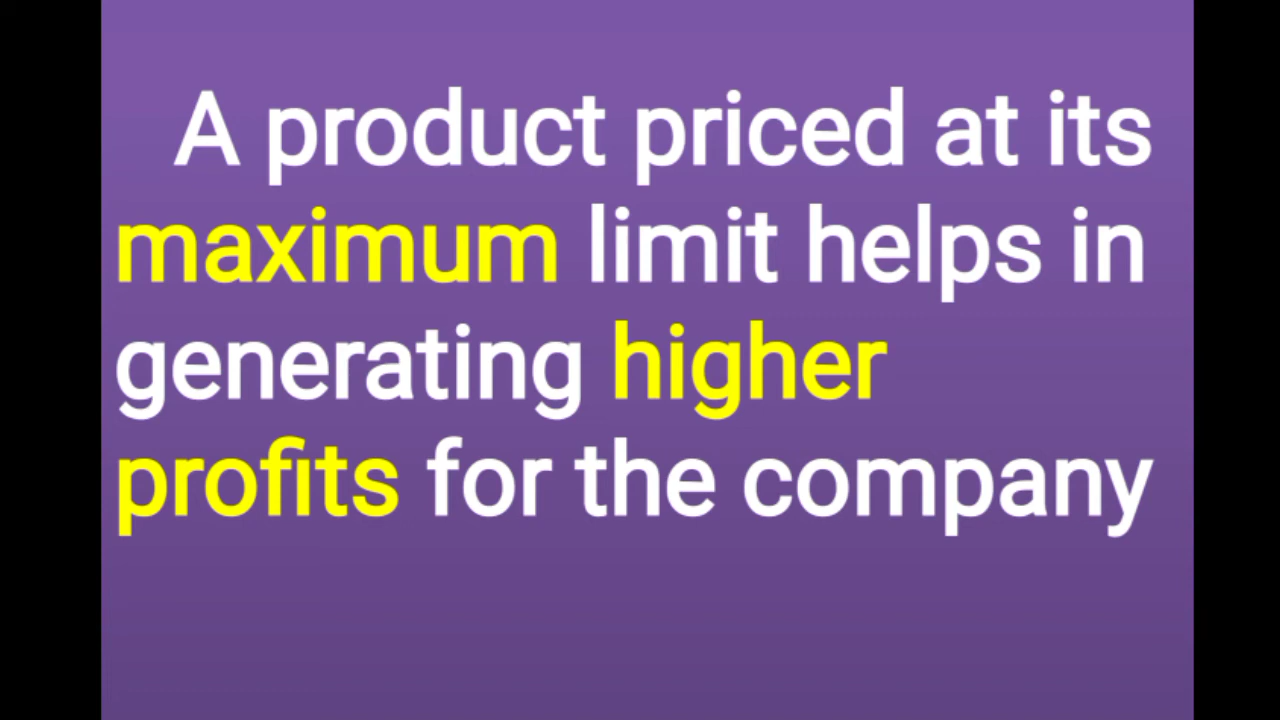 A product priced at its
maximum limit helps in
generating higher
profits for the company